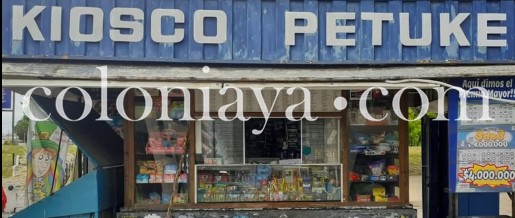 KIOSCO PETUKE
coloniaya.com
Aquí dimos el
Mayor!!
$4.000.000